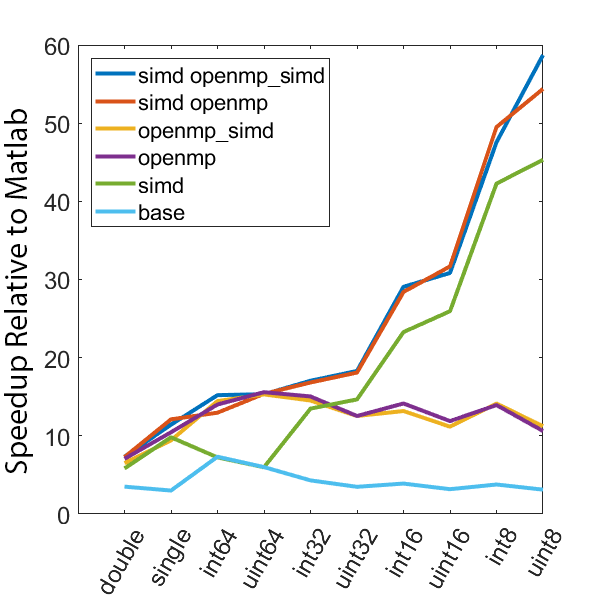 60
50
40
30
20
10
0
Speedup Relative to Matlab
simd openmp_simd
simd openmp
openmp_simd
openmp
simd
base
double
single
int64
uint64
int32
uint32
int16
uint16
int8
uint8